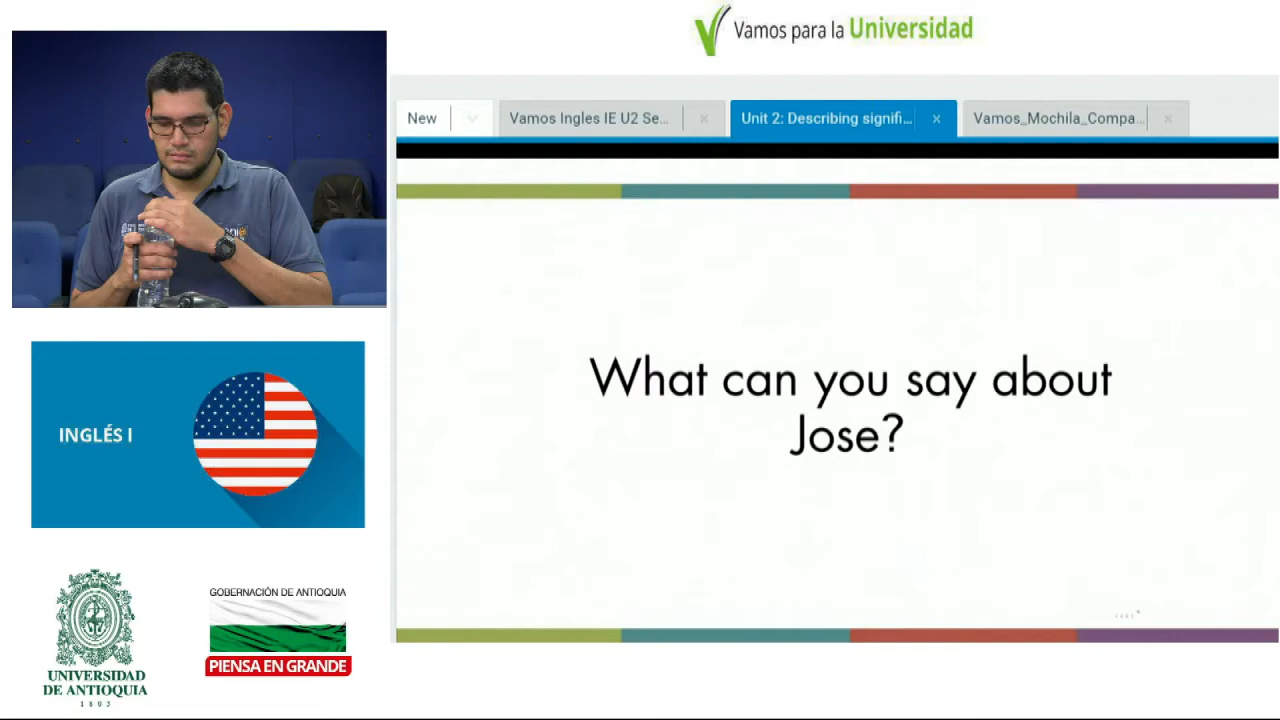 Vamos para la Universidad
New
Vamos Ingles IE U2 Se...
Unit 2: Describing signifi...
Vamos_Mochila_Compa...
What can you say about
Jose?
INGLÉS I
UNIVERSIDAD
DE ANTIOQUIA
1803
GOBERNACIÓN DE ANTIOQUIA
PIENSA EN GRANDE